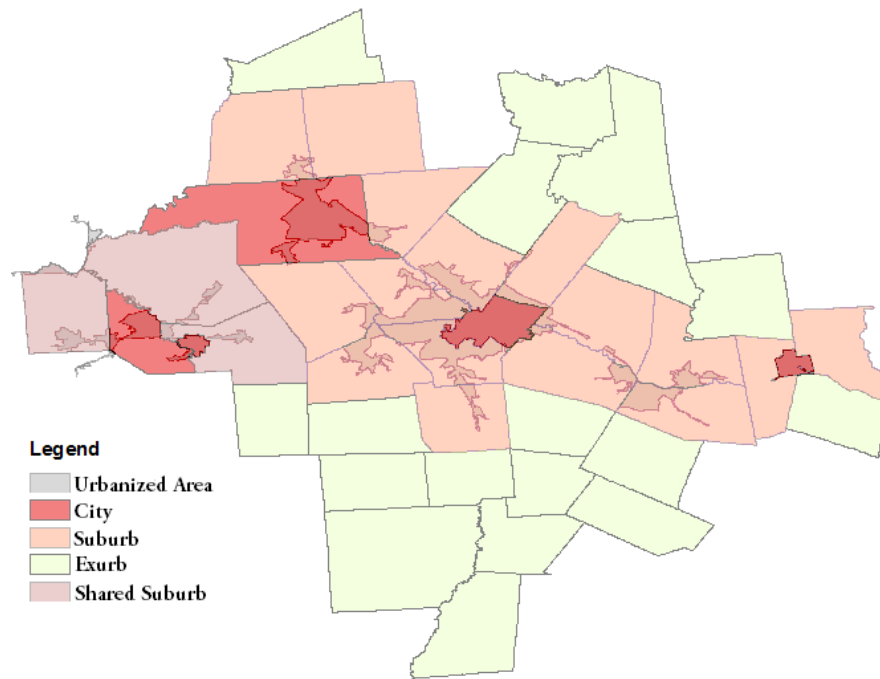 Legend
Urbanized Area
City
Suburb
Exurb
Shared Suburb